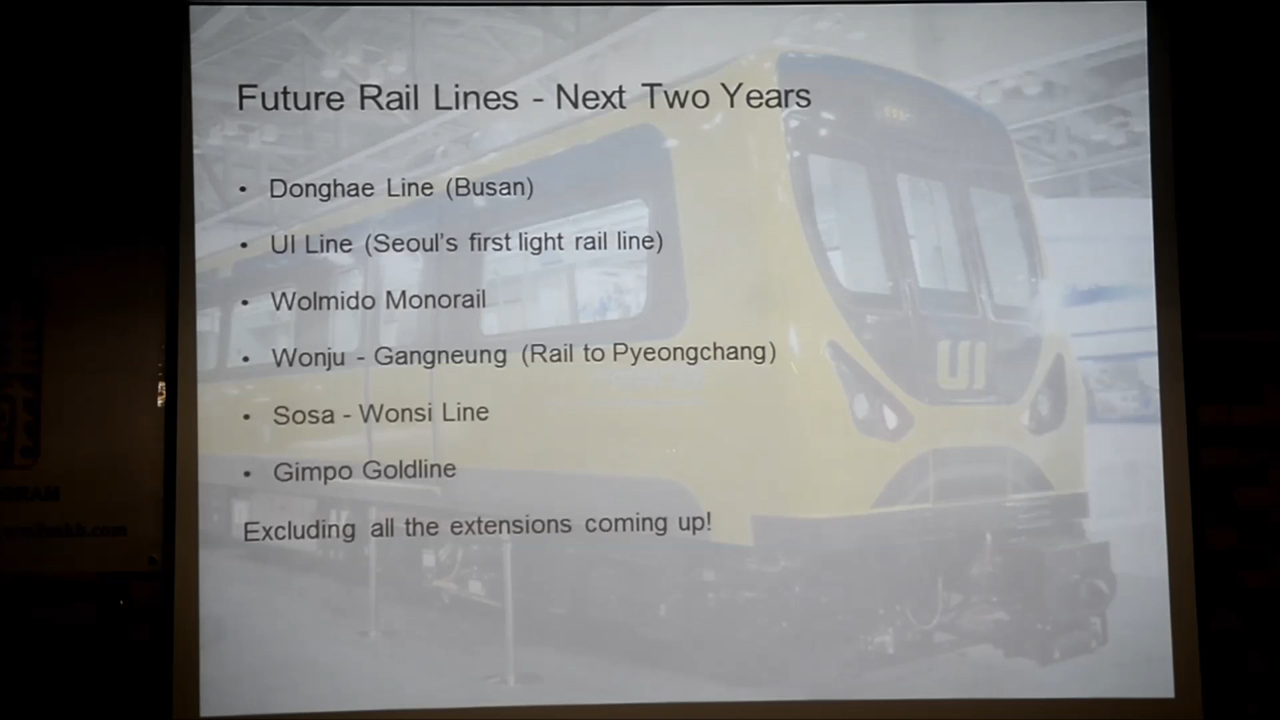 Future Rail Lines - Next Two Years
• Donghae Line (Busan)
• UI Line (Seoul's first light rail line)
• Wolmido Monorail
• Wonju - Gangneung (Rail to Pyeongchang)
• Sosa - Wonsi Line
• Gimpo Goldline
Excluding all the extensions coming up!
UI